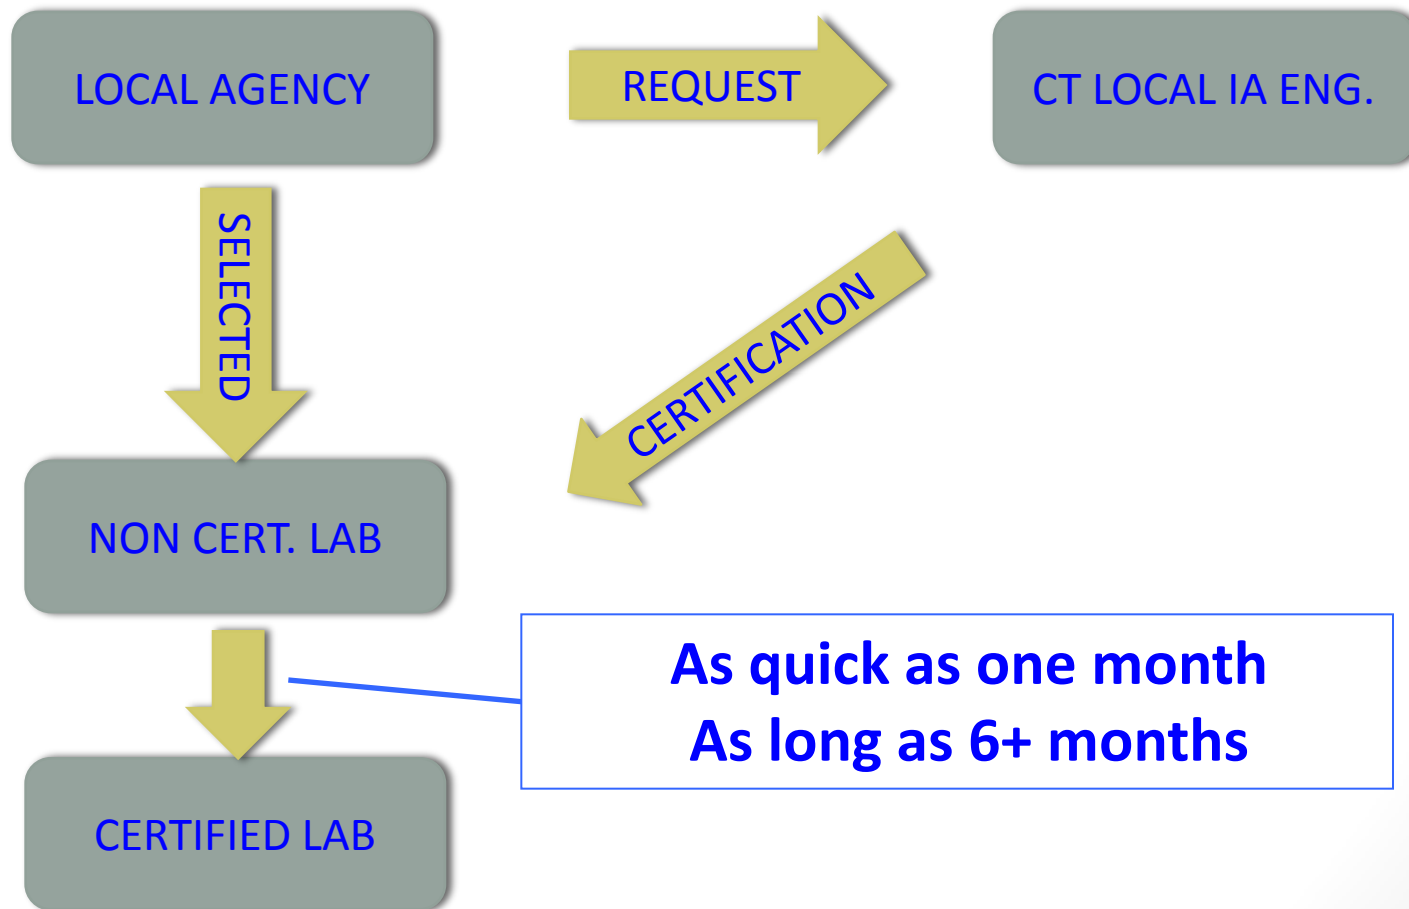 LOCAL AGENCY
REQUEST
CT LOCAL IA ENG.
SELECTED
CERTIFICATION
NON CERT. LAB
As quick as one month
As long as 6+ months
CERTIFIED LAB